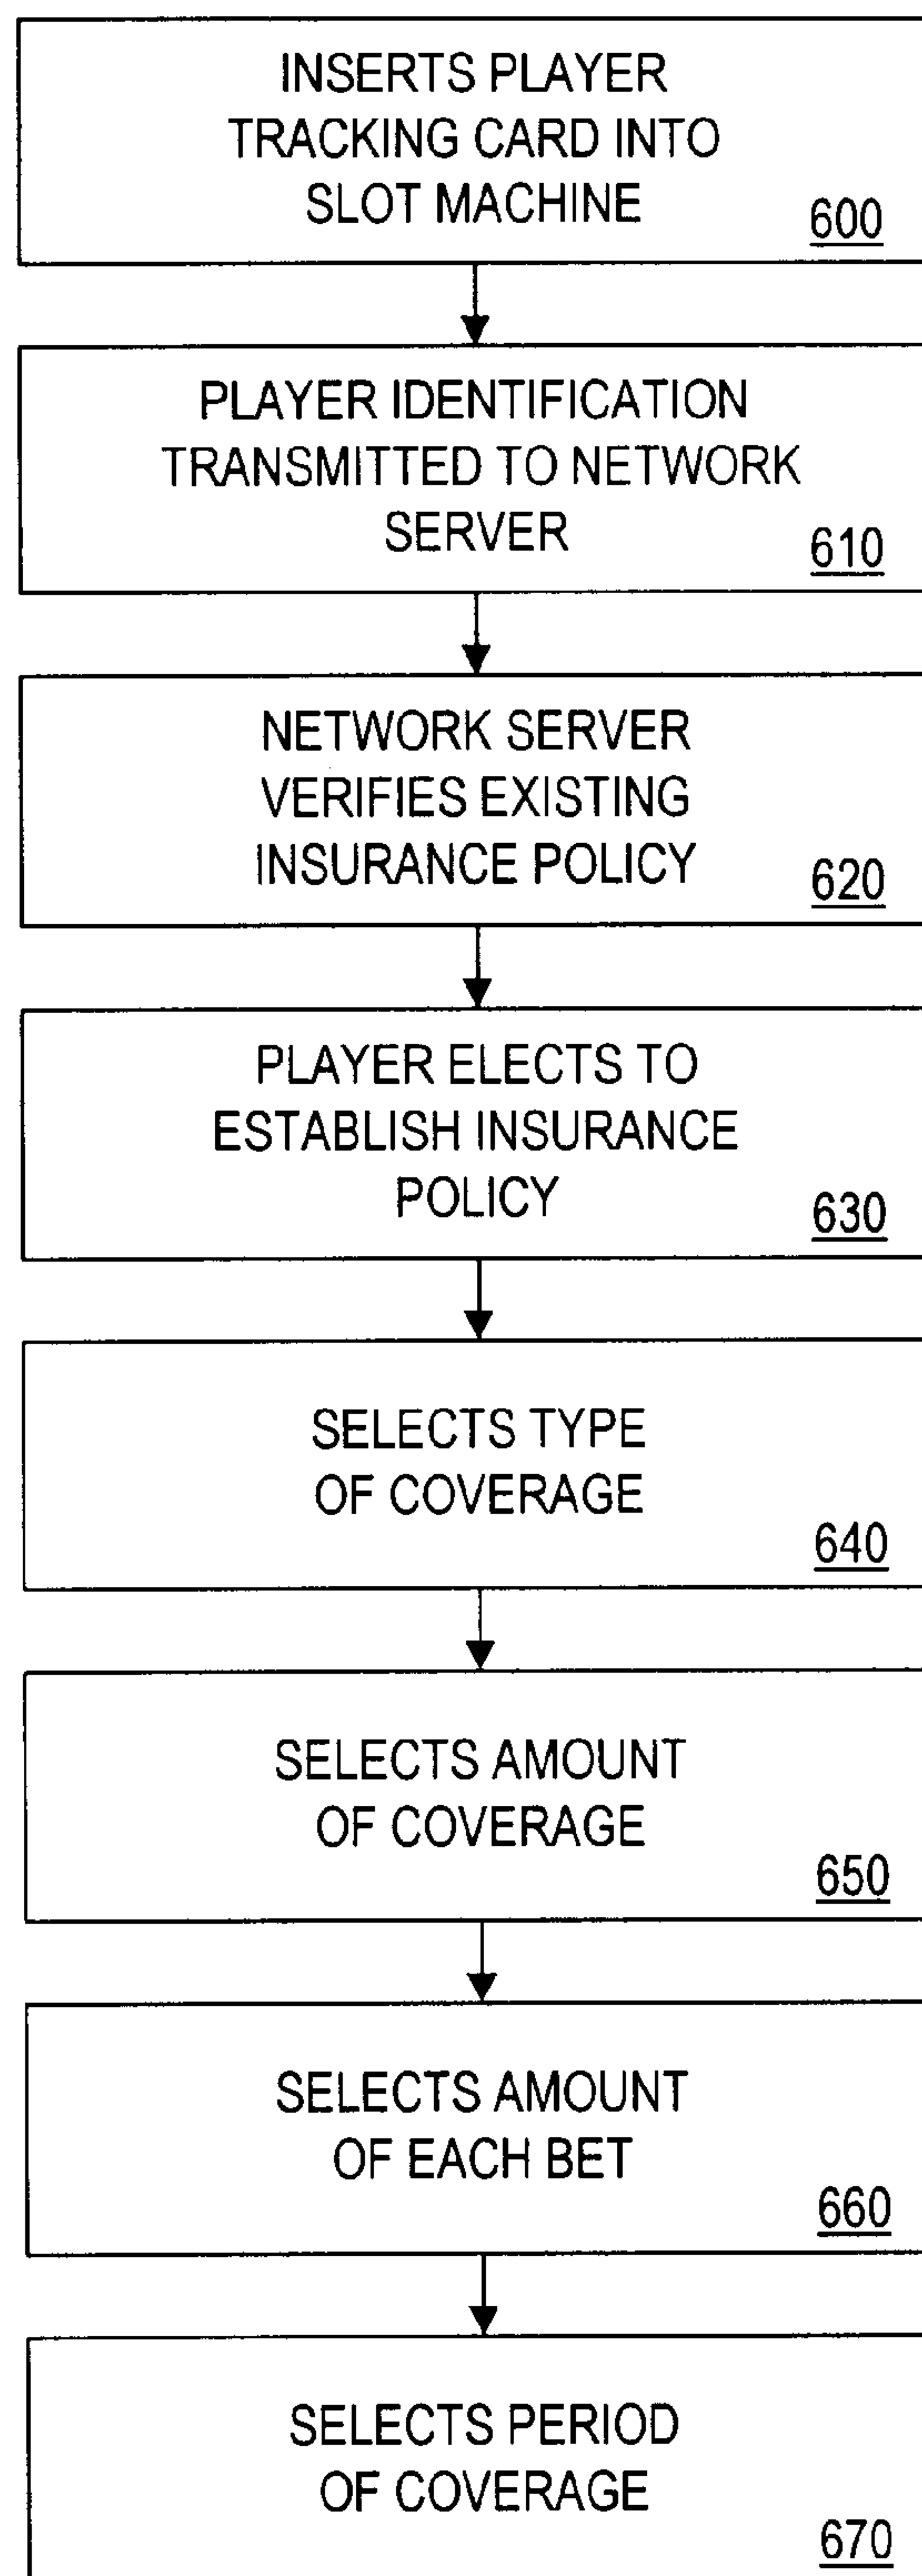 INSERTS PLAYER
TRACKING CARD INTO
SLOT MACHINE
600
PLAYER IDENTIFICATION
TRANSMITTED TO NETWORK
SERVER
610
NETWORK SERVER
VERIFIES EXISTING
INSURANCE POLICY
620
PLAYER ELECTS TO
ESTABLISH INSURANCE
POLICY
630
SELECTS TYPE
OF COVERAGE
640
SELECTS AMOUNT
OF COVERAGE
650
SELECTS AMOUNT
OF EACH BET
660
SELECTS PERIOD
OF COVERAGE
670